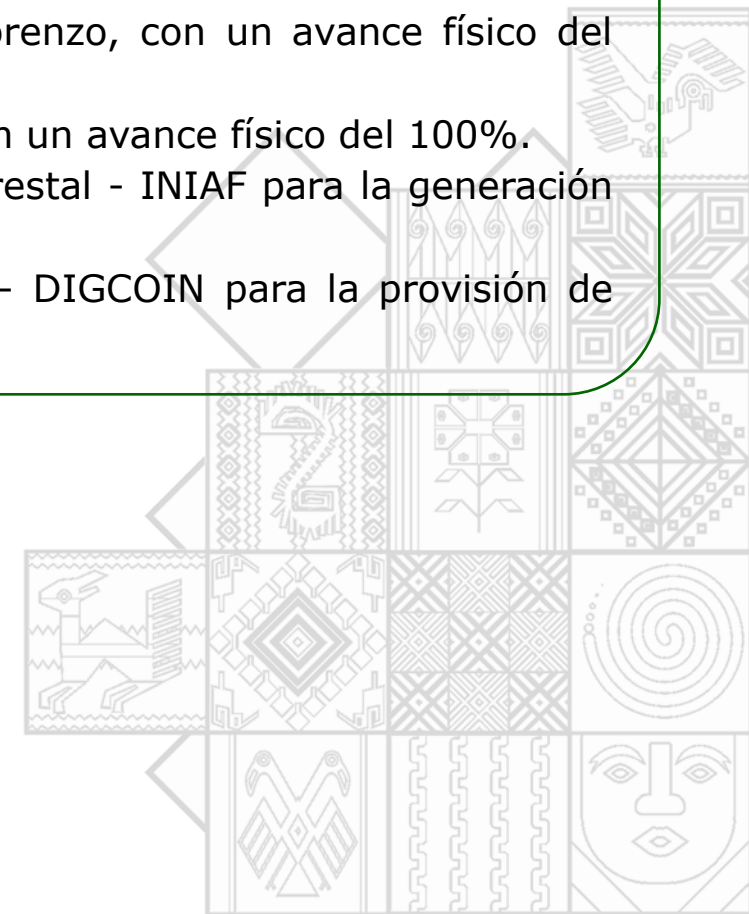 orenzo, con un avance físico del
n un avance físico del 100%.
restal - INIAF para la generación
- DIGCOIN para la provisión de